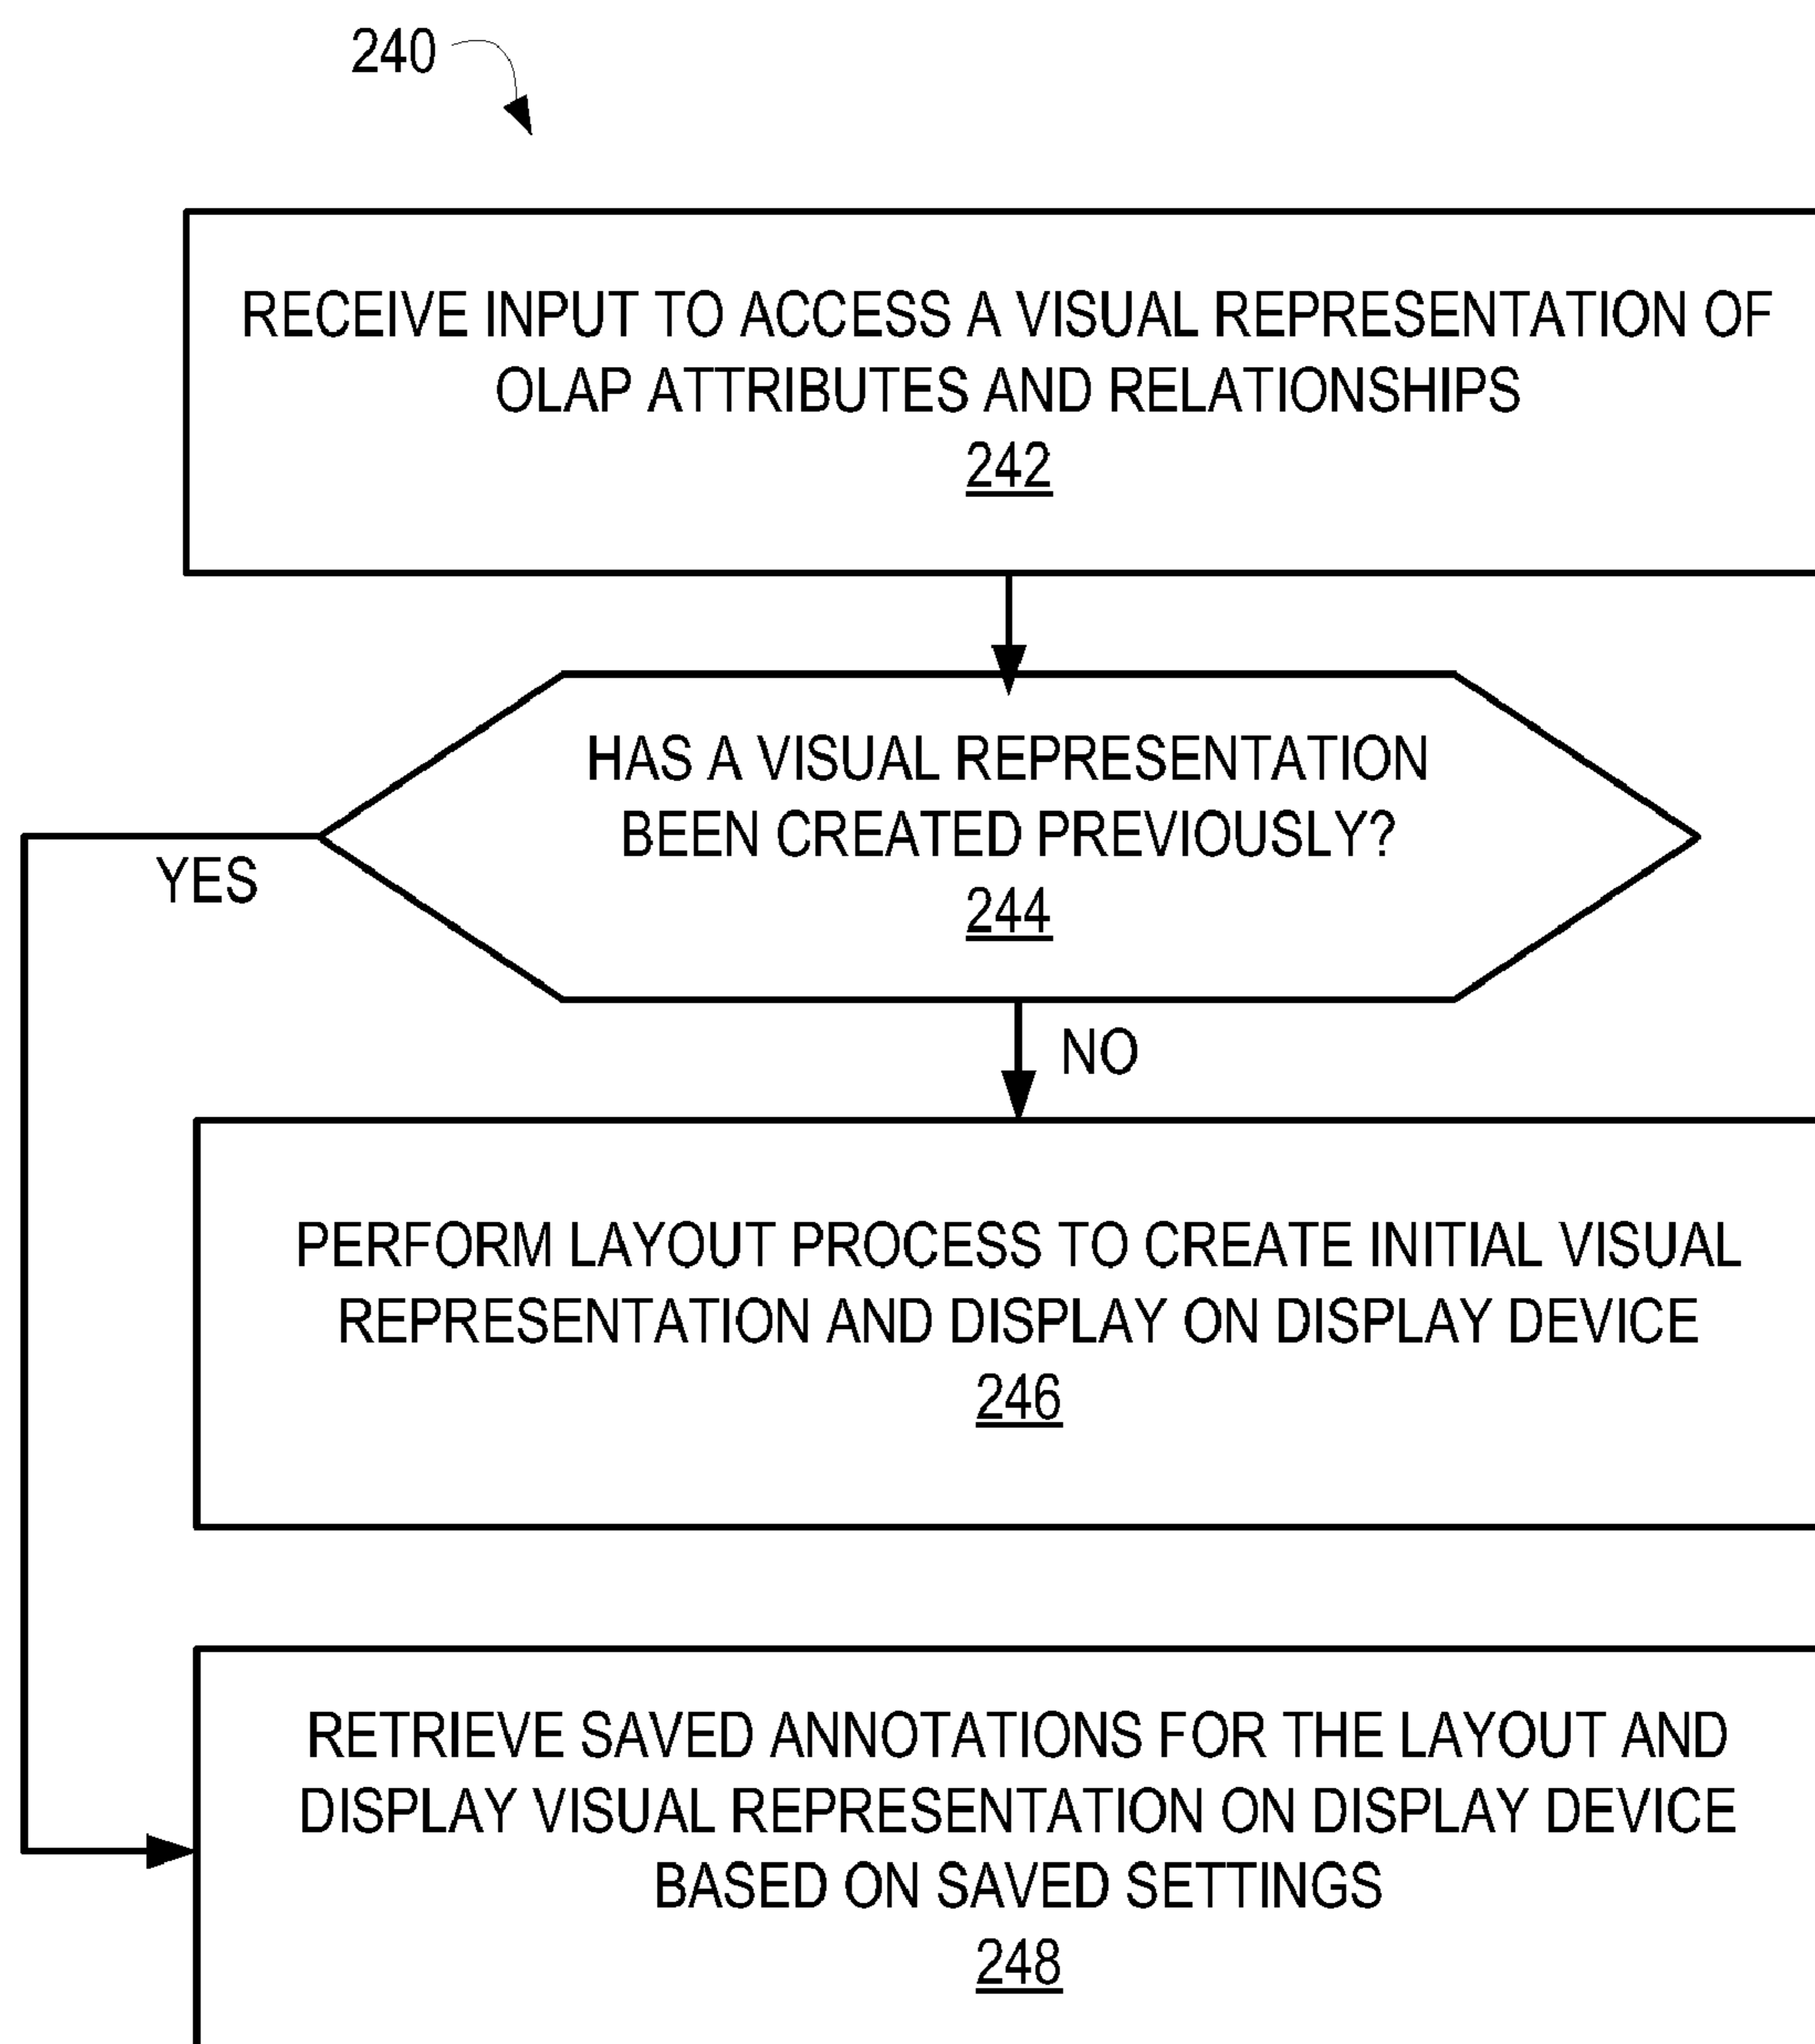 240
RECEIVE INPUT TO ACCESS A VISUAL REPRESENTATION OF
OLAP ATTRIBUTES AND RELATIONSHIPS
242
HAS A VISUAL REPRESENTATION
BEEN CREATED PREVIOUSLY?
244
YES
NO
PERFORM LAYOUT PROCESS TO CREATE INITIAL VISUAL
REPRESENTATION AND DISPLAY ON DISPLAY DEVICE
246
RETRIEVE SAVED ANNOTATIONS FOR THE LAYOUT AND
DISPLAY VISUAL REPRESENTATION ON DISPLAY DEVICE
BASED ON SAVED SETTINGS
248